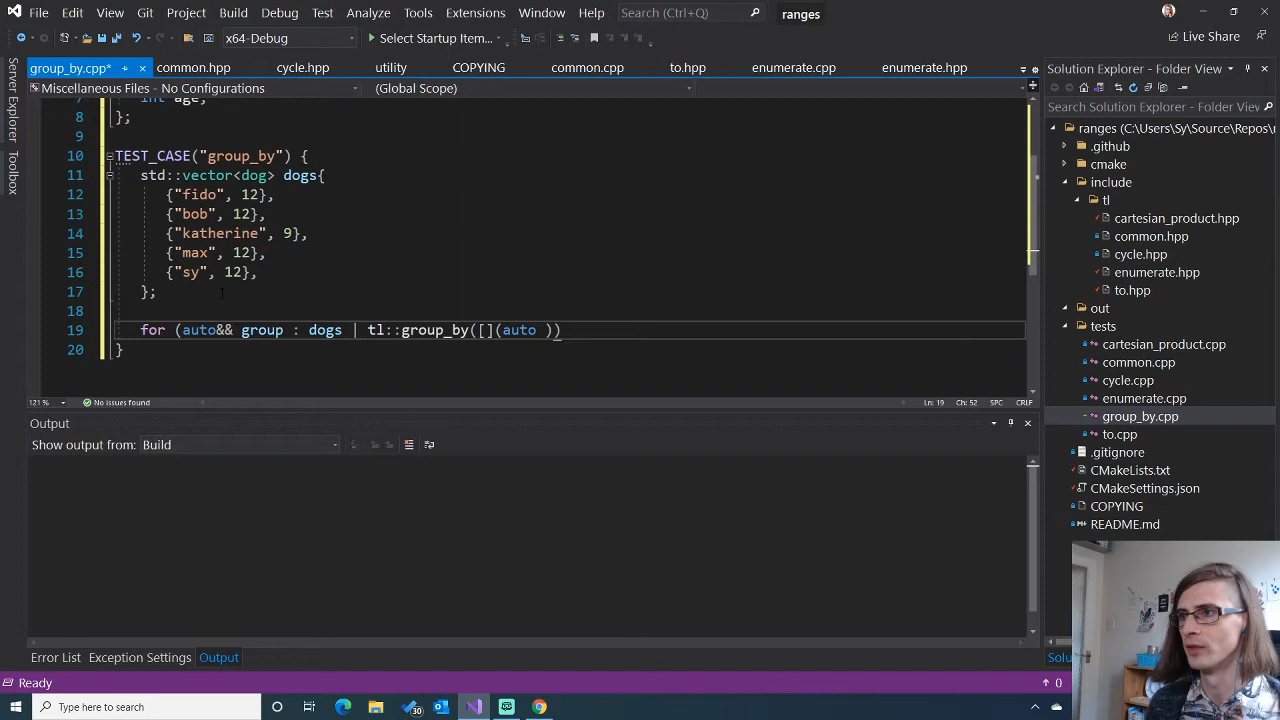 File Edit View Git Project Build Debug Test Analyze Tools Extensions Window Help Search (Ctrl+Q) ranges
x64-Debug Select Startup Item... Live Share
group_by.cpp* common.hpp cycle.hpp utility COPYING common.cpp to.hpp enumerate.cpp enumerate.hpp
Miscellaneous Files - No Configurations (Global Scope)
Server Explorer
Toolbox
7 int age;
8 };
9
10 TEST_CASE("group_by") {
11 std::vector<dog> dogs{
12 {"fido", 12},
13 {"bob", 12},
14 {"katherine", 9},
15 {"max", 12},
16 {"sy", 12},
17 };
18
19 for (auto&& group : dogs | tl::group_by([](auto ))
20 }
121 % No issues found Ln: 19 Ch: 52 SPC CRLF
Output
Show output from: Build
Error List Exception Settings Output
Solution Explorer - Folder View
Search Solution Explorer - Folder View
ranges (C:\Users\Sy\Source\Repos\r
.github
cmake
include
tl
cartesian_product.hpp
common.hpp
cycle.hpp
enumerate.hpp
to.hpp
out
tests
cartesian_product.cpp
common.cpp
cycle.cpp
enumerate.cpp
group_by.cpp
to.cpp
.gitignore
CMakeLists.txt
CMakeSettings.json
COPYING
README.md
Solu
Ready 0
Type here to search 30